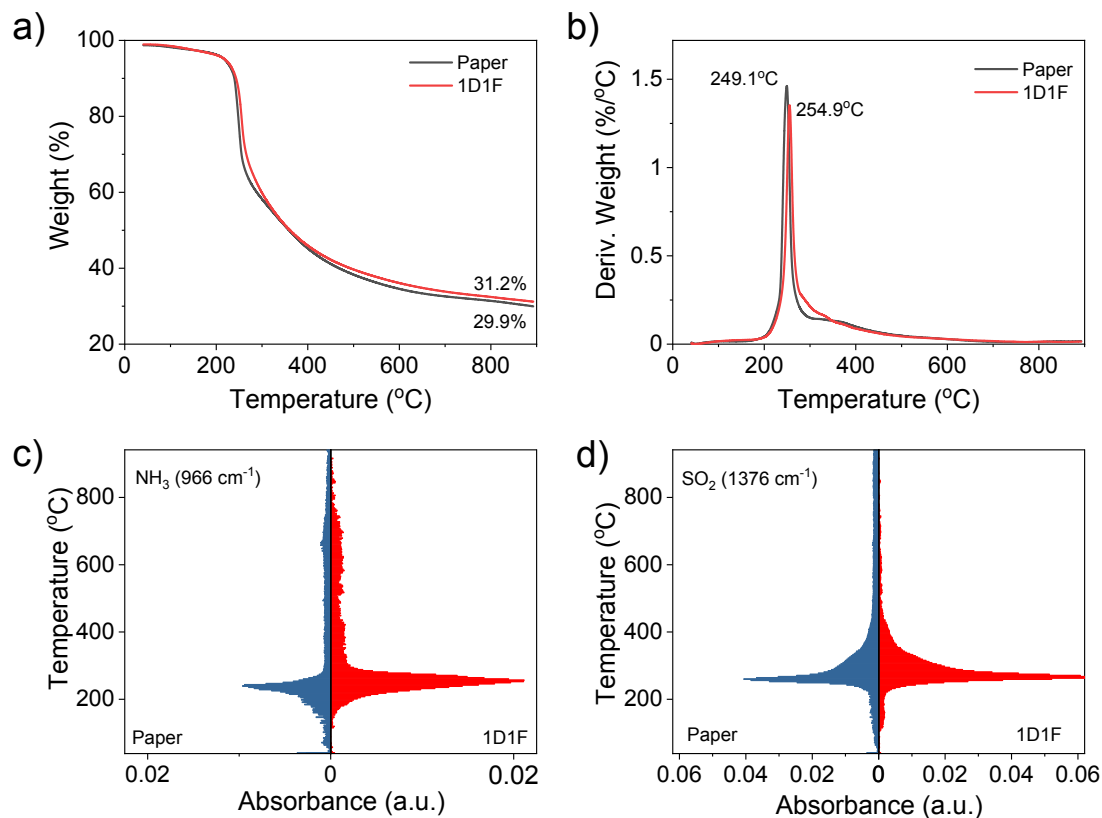 a)
100
80
60
40
20
Weight (%)
0
200
400
600
800
Temperature (°C)
Paper
1D1F
31.2%
29.9%
b)
1.5
1
0.5
0
Deriv. Weight (%/°C)
0
200
400
600
800
Temperature (°C)
249.1°C
254.9°C
Paper
1D1F
c)
NH₃ (966 cm⁻¹)
800
600
400
200
Temperature (°C)
Paper
1D1F
0.02
0
0.02
Absorbance (a.u.)
d)
SO₂ (1376 cm⁻¹)
800
600
400
200
Temperature (°C)
Paper
1D1F
0.06
0.04
0.02
0
0.02
0.04
0.06
Absorbance (a.u.)